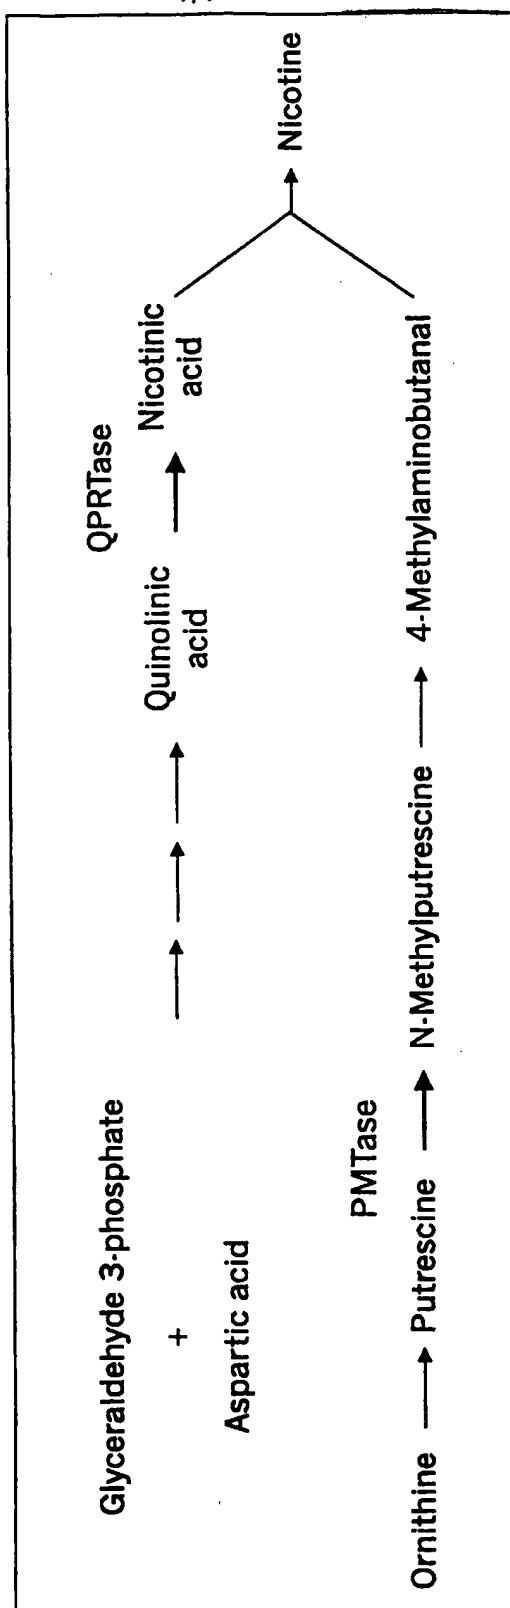 Glyceraldehyde 3-phosphate
+
Aspartic acid
Quinolinic
acid
QPRTase
Nicotinic
acid
Nicotine
Ornithine
Putrescine
PMTase
N-Methylputrescine
4-Methylaminobutanal